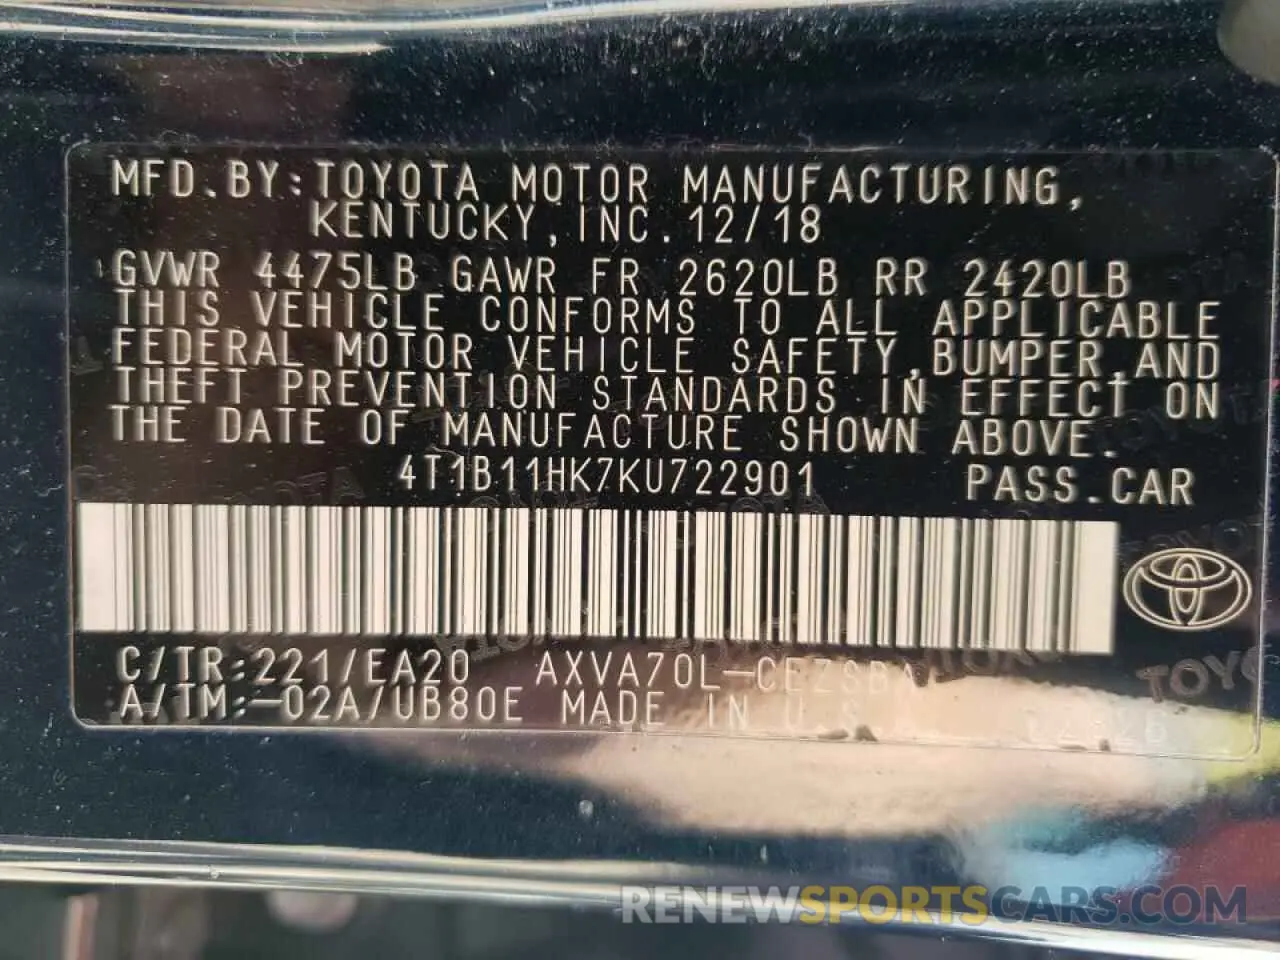 MFD.BY:TOYOTA MOTOR MANUFACTURING,
KENTUCKY,INC.12/18
GVWR 4475LB GAWR FR 2620LB RR 2420LB
THIS VEHICLE CONFORMS TO ALL APPLICABLE
FEDERAL MOTOR VEHICLE SAFETY,BUMPER,AND
THEFT PREVENTION STANDARDS IN EFFECT ON
THE DATE OF MANUFACTURE SHOWN ABOVE.
4T1B11HK7KU722901 PASS.CAR
C/TR:221/EA20 AXVA70L-CEZSBA
A/TM:-02A/UB80E MADE IN U.S.
TOYO
RENEWSPORTSCARS.COM